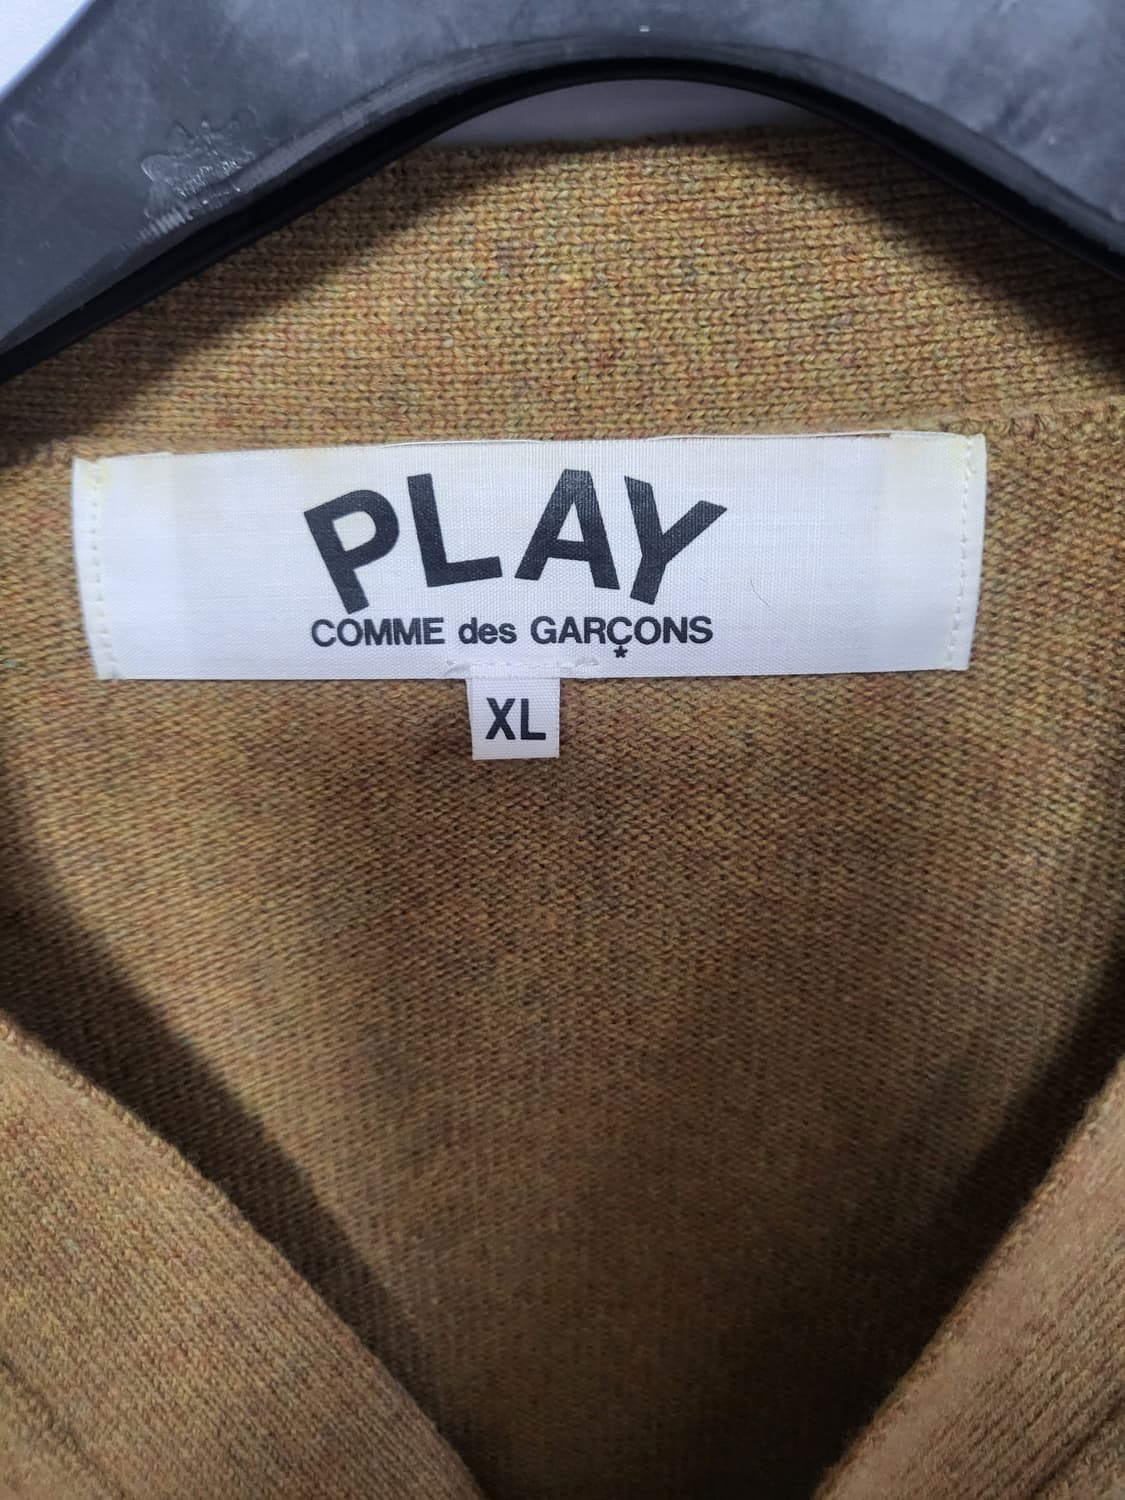 PLAY
COMME des GARÇONS
*
XL